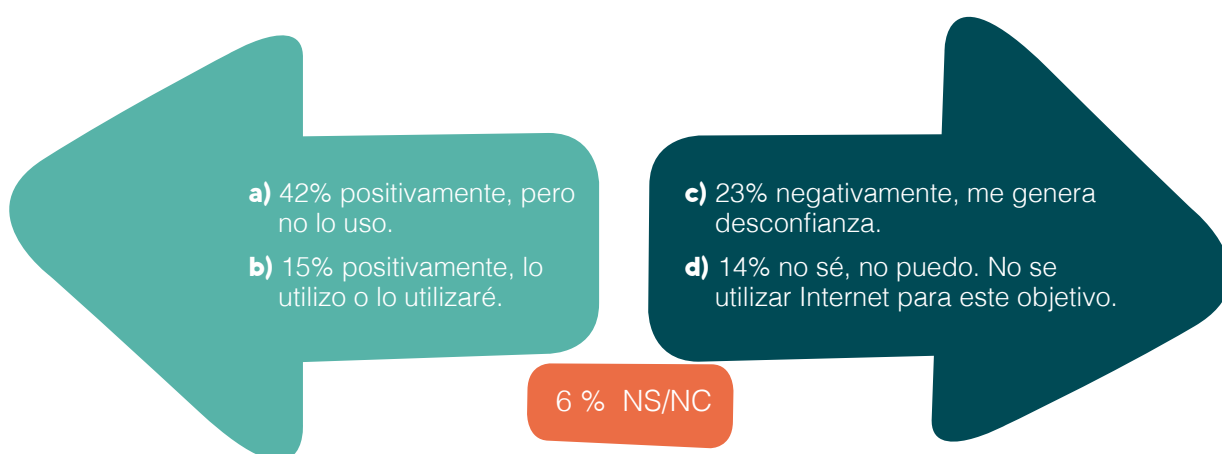 a) 42% positivamente, pero
no lo uso.
b) 15% positivamente, lo
utilizo o lo utilizaré.
c) 23% negativamente, me genera
desconfianza.
d) 14% no sé, no puedo. No se
utilizar Internet para este objetivo.
6 % NS/NC